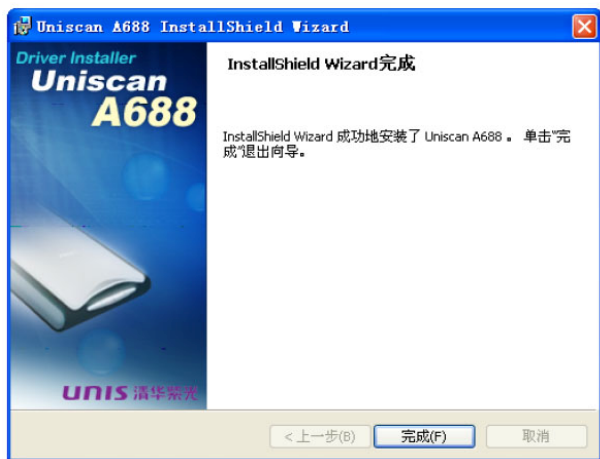 Uniscan A688 InstallShield Wizard
Driver Installer
Uniscan
A688
InstallShield Wizard完成
InstallShield Wizard 成功地安装了 Uniscan A688 。 单击“完
成”退出向导。
UNIS 清华紫光
<上一步(B)
完成(F)
取消